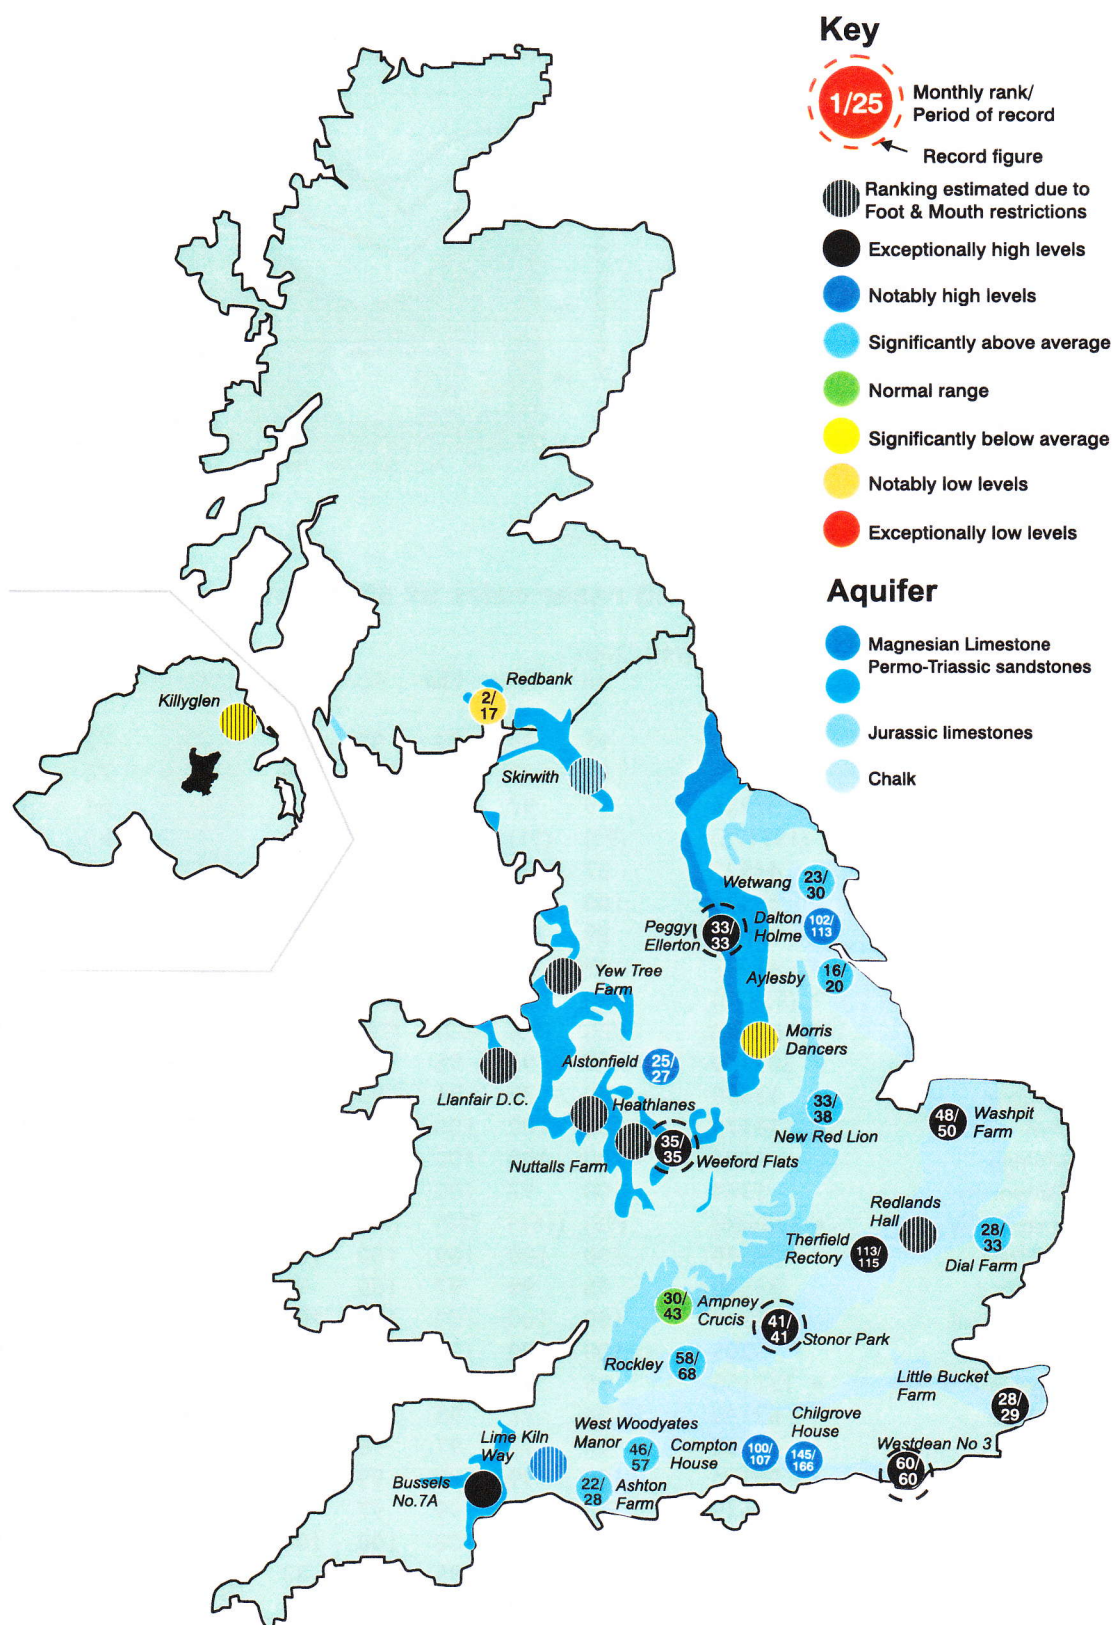 Key
1/25
Monthly rank/
Period of record
Record figure
Ranking estimated due to
Foot & Mouth restrictions
Exceptionally high levels
Notably high levels
Significantly above average
Normal range
Significantly below average
Notably low levels
Exceptionally low levels
Aquifer
Magnesian Limestone
Permo-Triassic sandstones
Jurassic limestones
Chalk
Redbank
2/
17
Killyglen
Skirwith
Wetwang
23/
30
Peggy
Ellerton
33/
33
Dalton
Holme
102/
113
Yew Tree
Farm
Aylesby
16/
20
Morris
Dancers
Alstonfield
25/
27
Llanfair D.C.
Heathlanes
33/
38
New Red Lion
48/
50
Washpit
Farm
Nuttalls Farm
35/
35
Weeford Flats
Redlands
Hall
Therfield
Rectory
113/
115
28/
33
Dial Farm
30/
43
Ampney
Crucis
41/
41
Stonor Park
Rockley
58/
68
Little Bucket
Farm
28/
29
Lime Kiln
Way
West Woodyates
Manor
46/
57
Compton
House
100/
107
Chilgrove
House
145/
166
Westdean No 3
60/
60
Bussels
No.7A
22/
28
Ashton
Farm